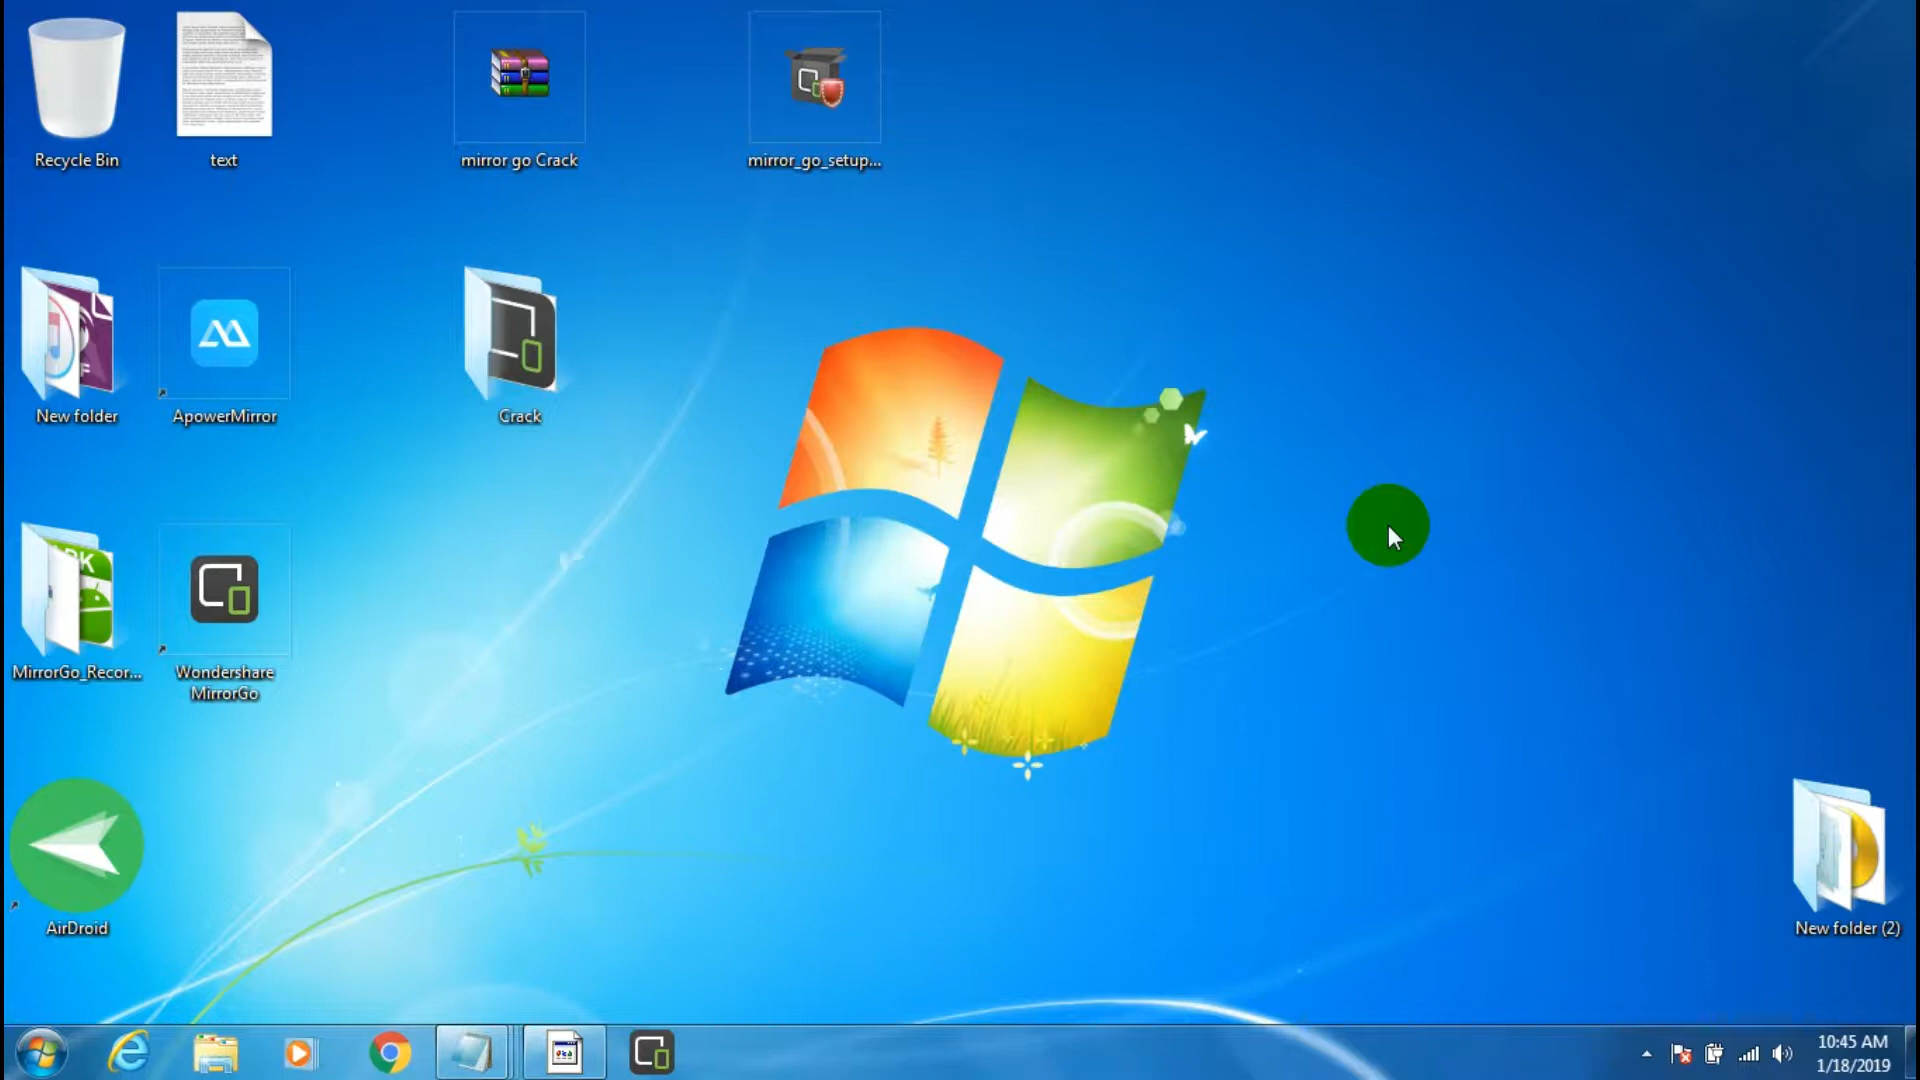 Recycle Bin
text
mirror go Crack
mirror_go_setup...
New folder
ApowerMirror
Crack
MirrorGo_Recor...
Wondershare
MirrorGo
AirDroid
New folder (2)
10:45 AM
1/18/2019